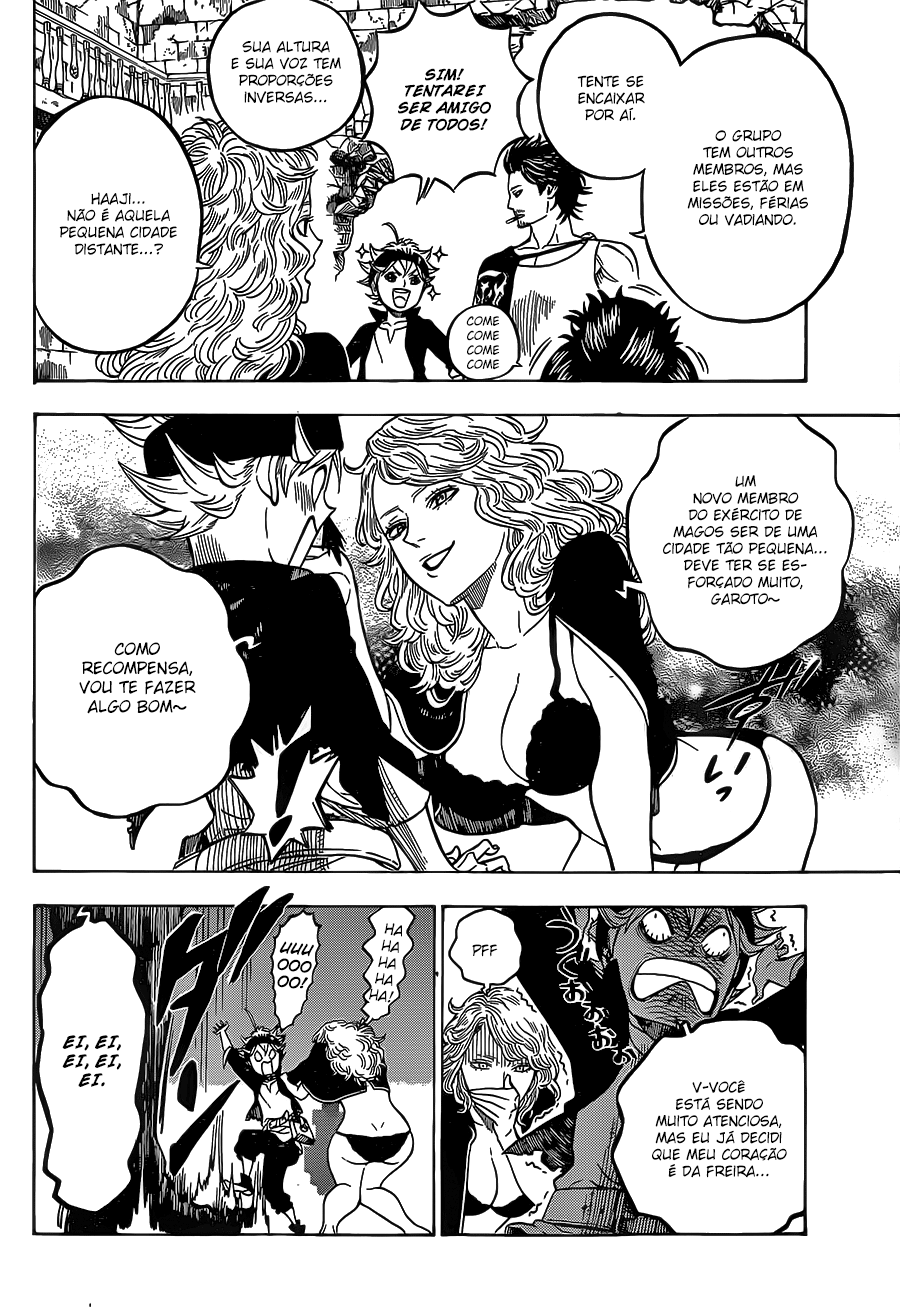 TENTE SE
ENCAIXAR
POR AÍ.
O GRUPO
TEM OUTROS
MEMBROS, MAS
ELES ESTÃO EM
MISSÕES, FÉRIAS
OU VADIANDO.
SIM!
TENTAREI
SER AMIGO
DE TODOS!
SUA ALTURA
E SUA VOZ TEM
PROPORÇÕES
INVERSAS...
COME
COME
COME
COME
HAAJI...
NÃO É AQUELA
PEQUENA CIDADE
DISTANTE...?
UM
NOVO MEMBRO
DO EXÉRCITO DE
MAGOS SER DE UMA
CIDADE TÃO PEQUENA...
DEVE TER SE ES-
FORÇADO MUITO,
GAROTO~
COMO
RECOMPENSA,
VOU TE FAZER
ALGO BOM~
PFF
おおおお
V-VOCÊ
ESTÁ SENDO
MUITO ATENCIOSA,
MAS EU JÁ DECIDI
QUE MEU CORAÇÃO
É DA FREIRA...
HA
HA
HA
HA
HA!
UUU
OOO
OO!
EI, EI,
EI, EI,
EI.